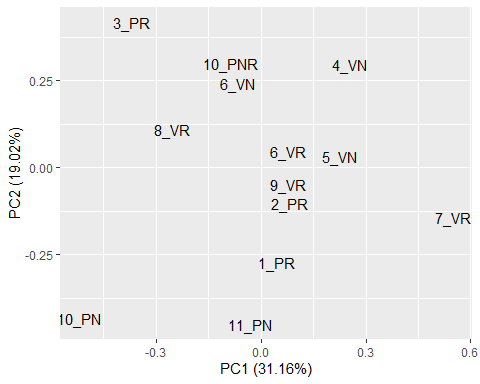 3_PR
10_PNR
4_VN
6_VN
8_VR
6_VR
5_VN
9_VR
2_PR
7_VR
1_PR
10_PN
11_PN
0.25
0.00
-0.25
PC2 (19.02%)
-0.3
0.0
0.3
0.6
PC1 (31.16%)